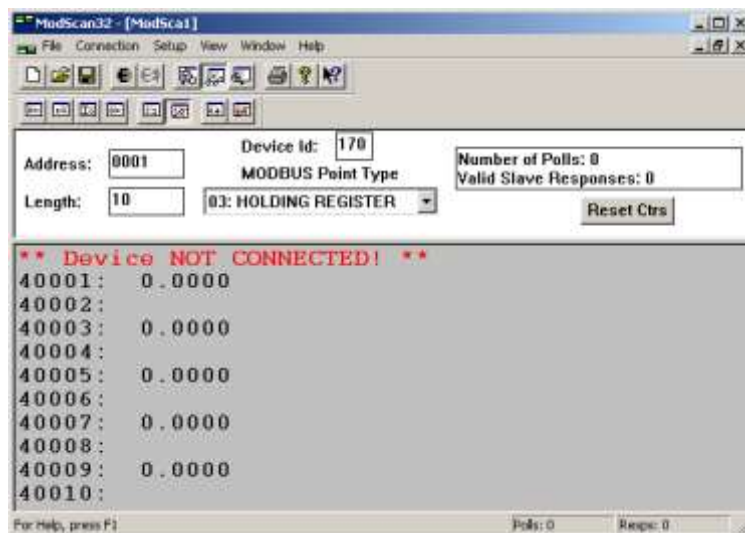 ModScan32 - [ModSca1]
File Connection Setup View Window Help
Device Id: 170
Address: 0001
MODBUS Point Type
Length: 10
03: HOLDING REGISTER
Number of Polls: 0
Valid Slave Responses: 0
Reset Ctrs
** Device NOT CONNECTED! **
40001: 0.0000
40002:
40003: 0.0000
40004:
40005: 0.0000
40006:
40007: 0.0000
40008:
40009: 0.0000
40010:
For Help, press F1
Polls: 0
Resps: 0